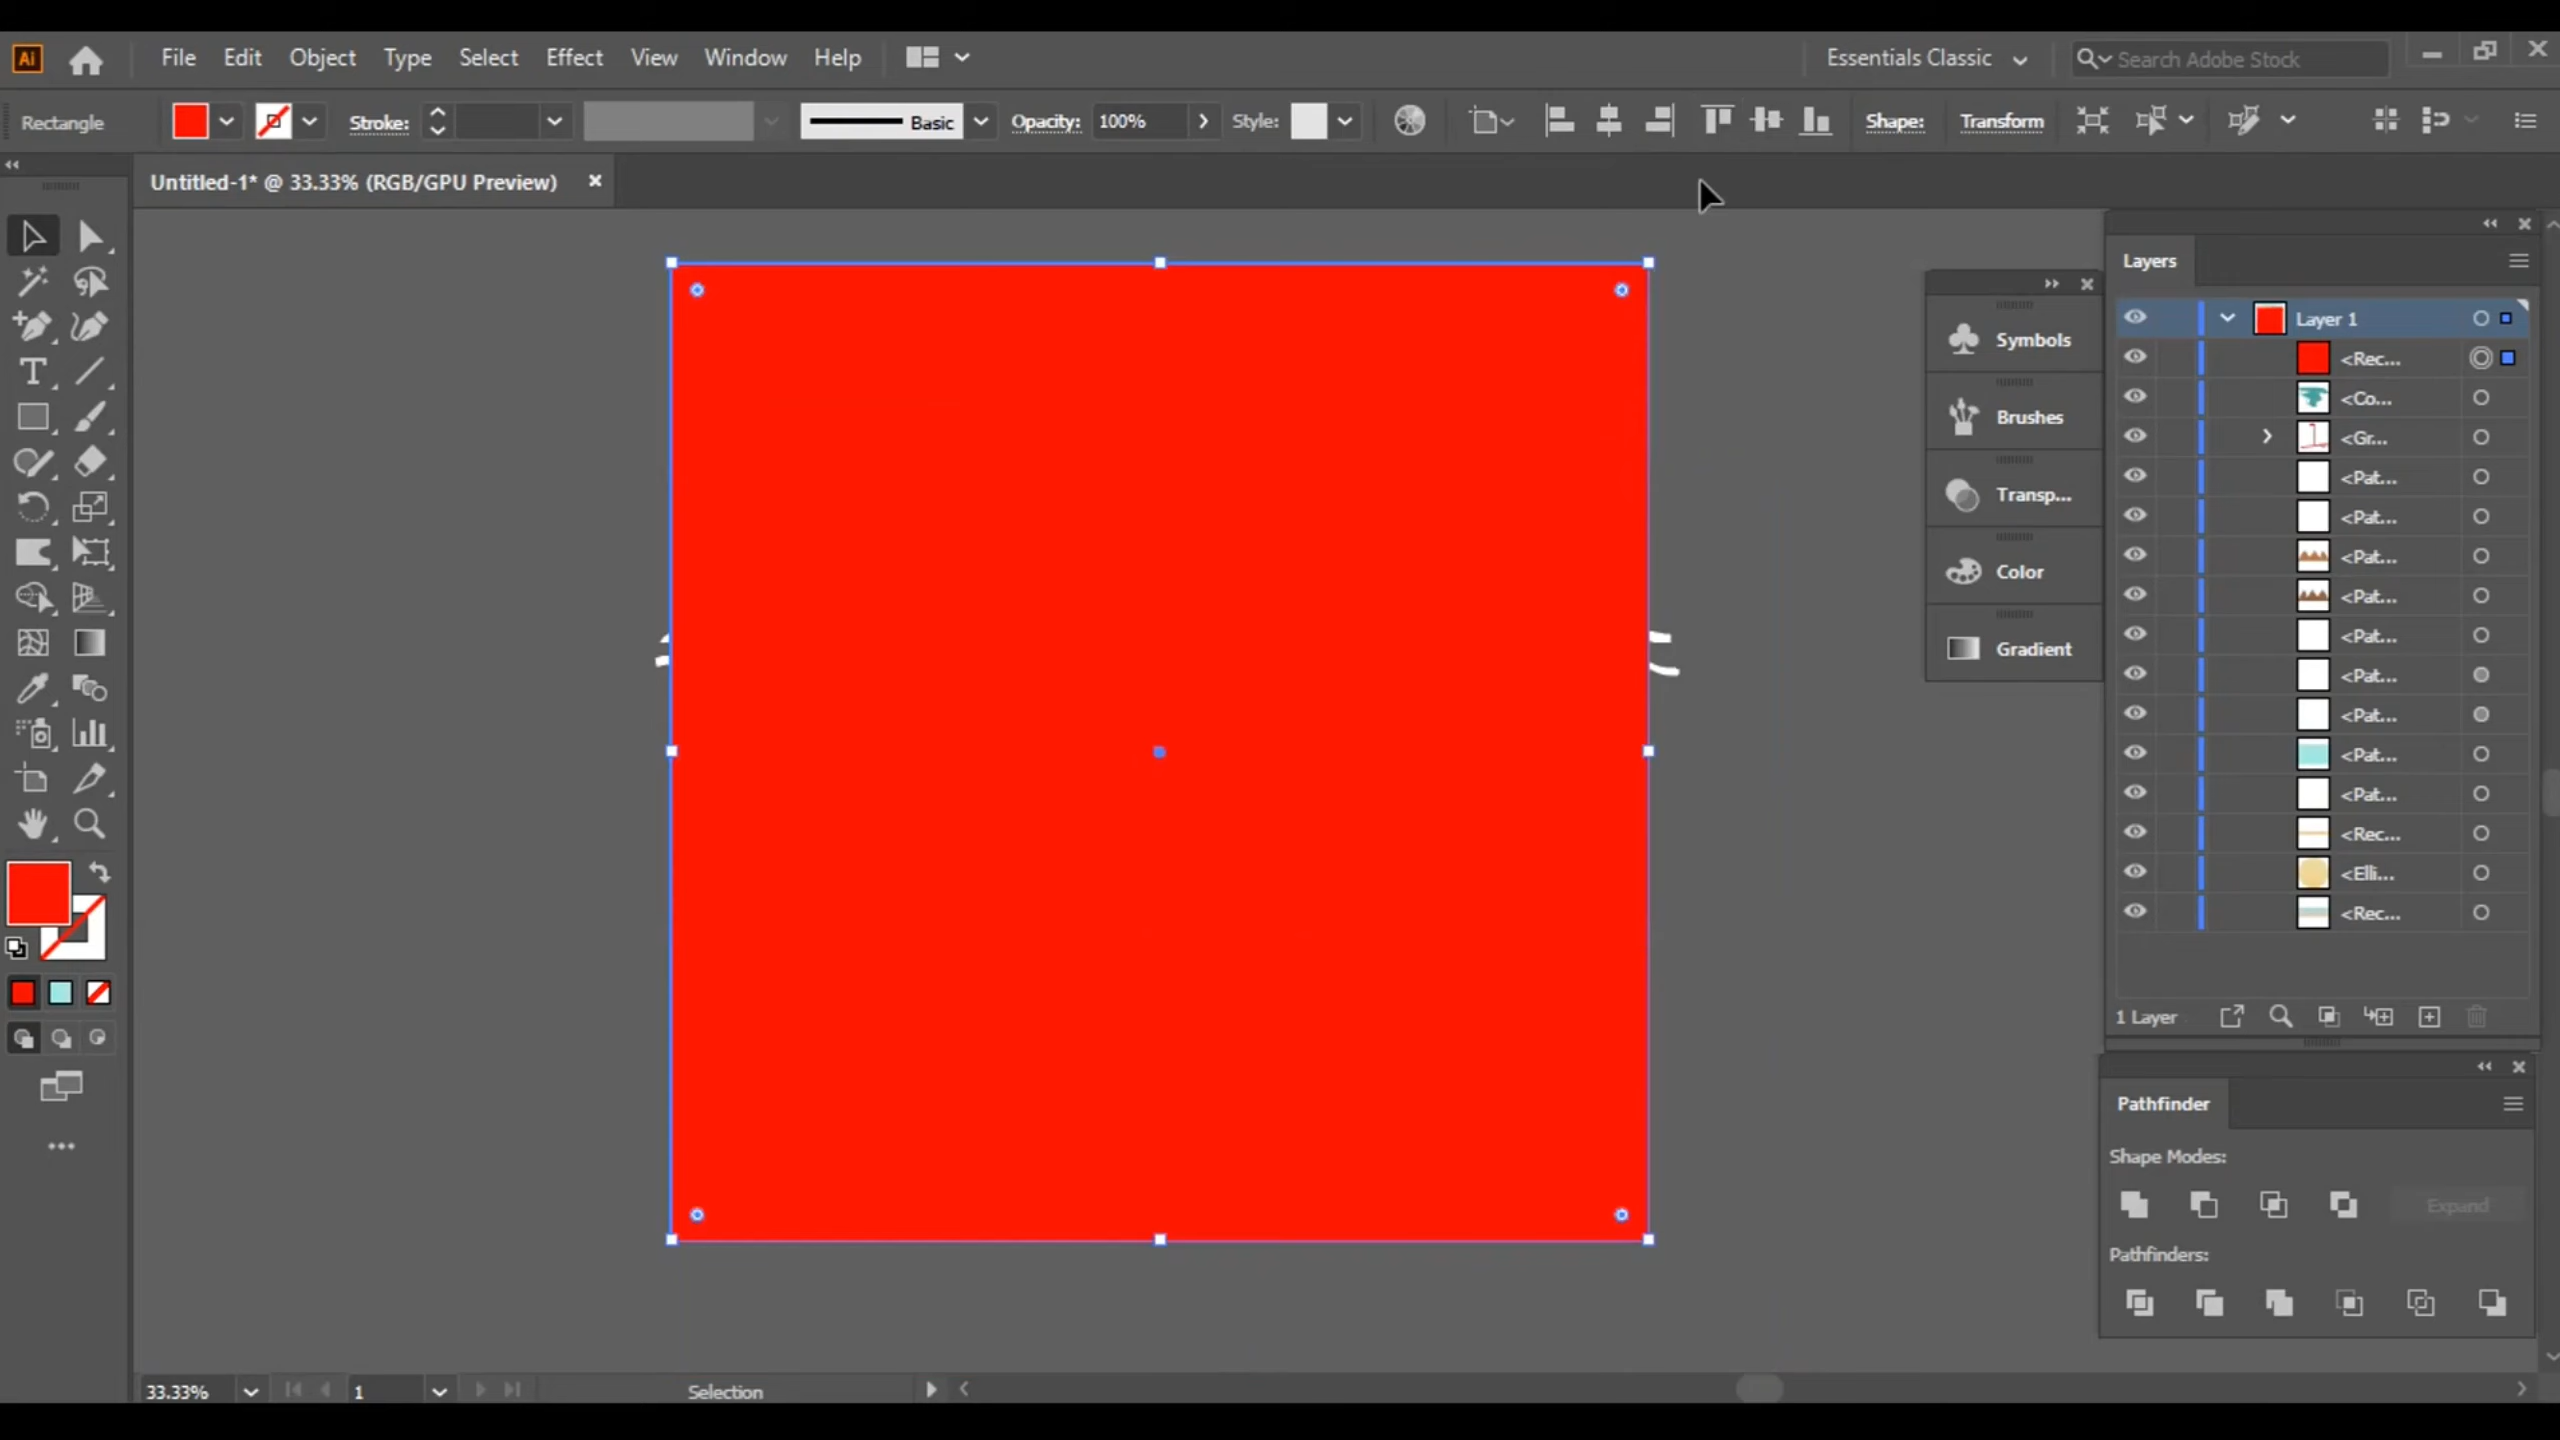 Ai File Edit Object Type Select Effect View Window Help Essentials Classic Search Adobe Stock
Rectangle Stroke: Basic Opacity: 100% Style: Shape: Transform
Untitled-1* @ 33.33% (RGB/GPU Preview)
Layers
Layer 1
<Rec...
<Co...
<Gr...
<Pat...
<Pat...
<Pat...
<Pat...
<Pat...
<Pat...
<Pat...
<Pat...
<Pat...
<Rec...
<Elli...
<Rec...
1 Layer
Symbols
Brushes
Transp...
Color
Gradient
Pathfinder
Shape Modes:
Expand
Pathfinders:
33.33% 1 Selection